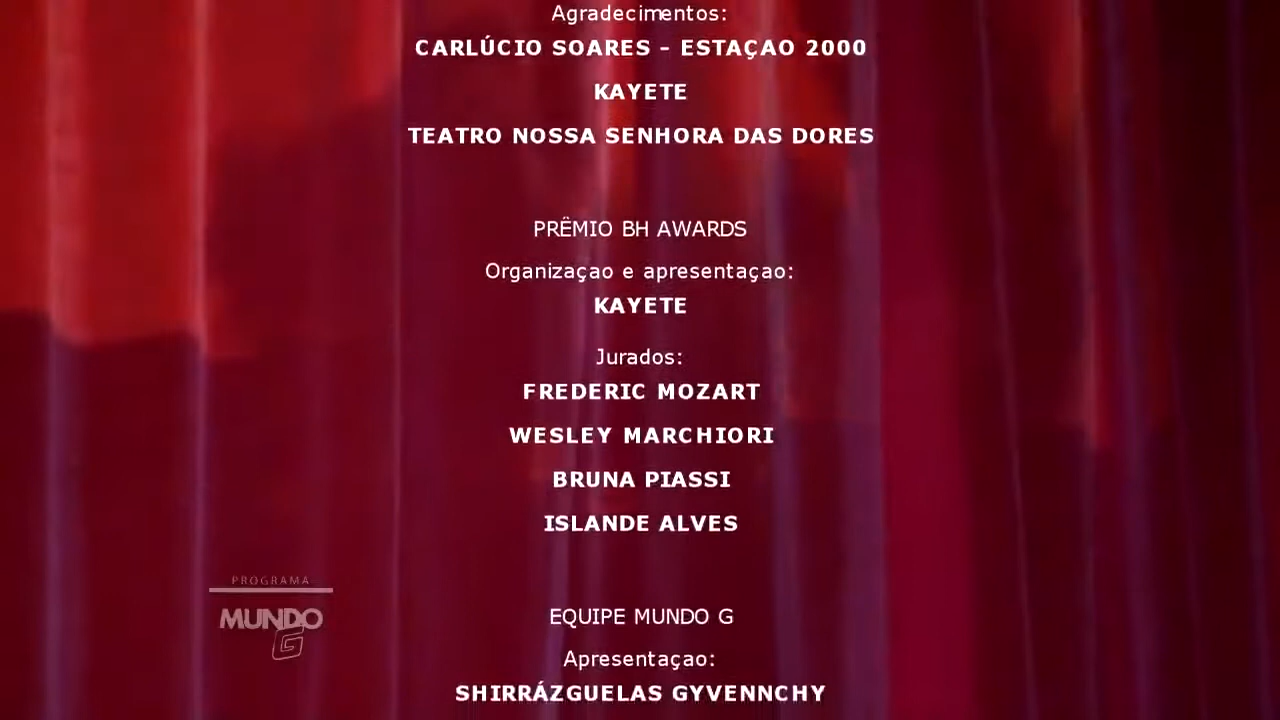 Agradecimentos:
CARLÚCIO SOARES - ESTAÇAO 2000
KAYETE
TEATRO NOSSA SENHORA DAS DORES
PRÊMIO BH AWARDS
Organizaçao e apresentaçao:
KAYETE
Jurados:
FREDERIC MOZART
WESLEY MARCHIORI
BRUNA PIASSI
ISLANDE ALVES
PROGRAMA
MUNDO
G
EQUIPE MUNDO G
Apresentaçao:
SHIRRÁZGUELAS GYVENNCHY